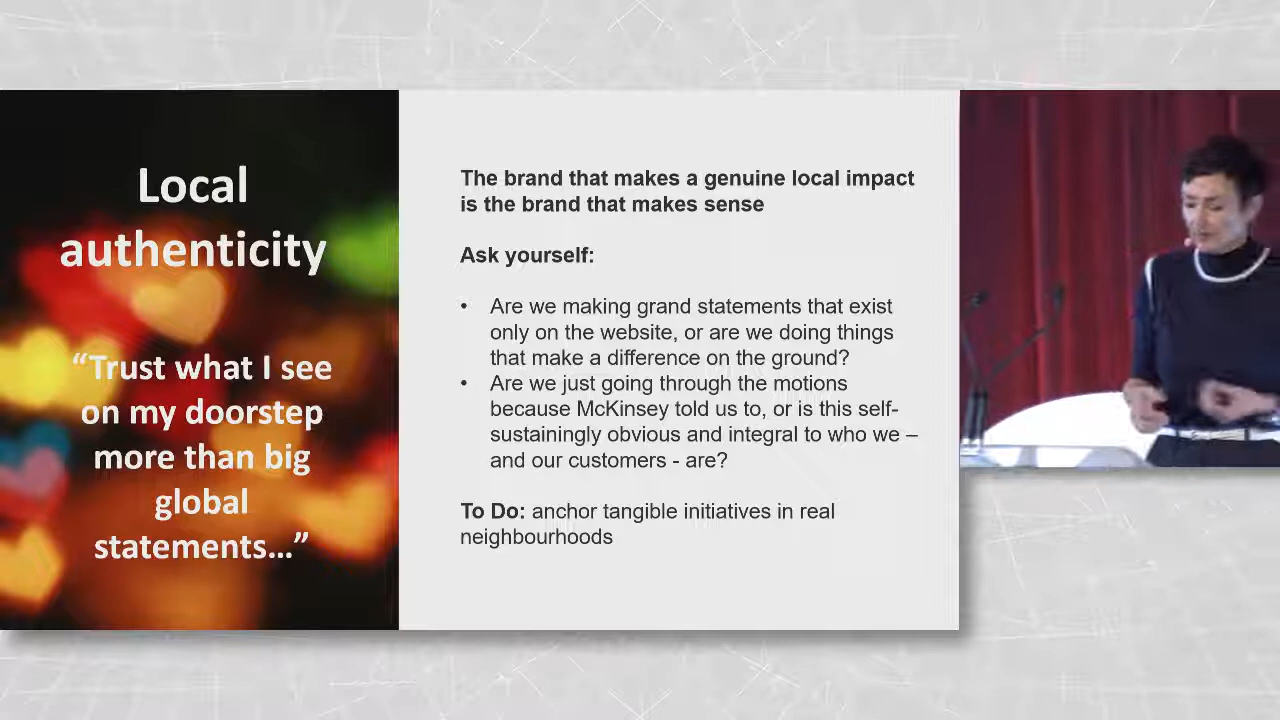 Local
authenticity
“Trust what I see
on my doorstep
more than big
global
statements…”
The brand that makes a genuine local impact
is the brand that makes sense
Ask yourself:
• Are we making grand statements that exist
only on the website, or are we doing things
that make a difference on the ground?
• Are we just going through the motions
because McKinsey told us to, or is this self-
sustainingly obvious and integral to who we –
and our customers - are?
To Do: anchor tangible initiatives in real
neighbourhoods